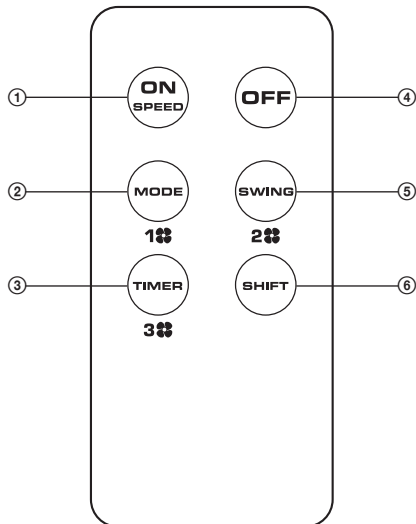 ① ON SPEED OFF ④
② MODE SWING ⑤
1 2
③ TIMER SHIFT ⑥
3